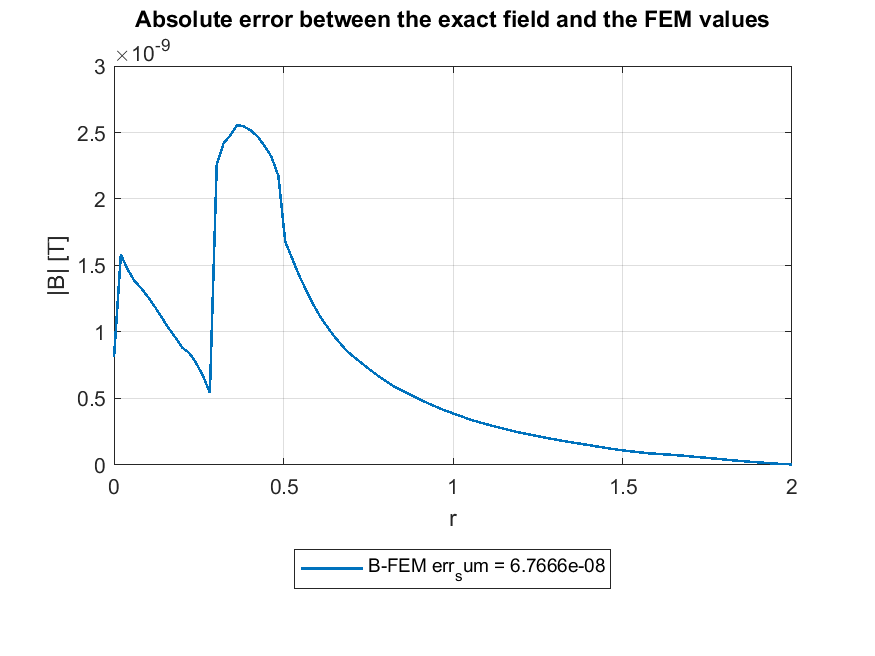 Absolute error between the exact field and the FEM values
×10-9
3
2.5
2
1.5
1
0.5
0
|B| [T]
0 0.5 1 1.5 2
r
B-FEM errsum = 6.7666e-08